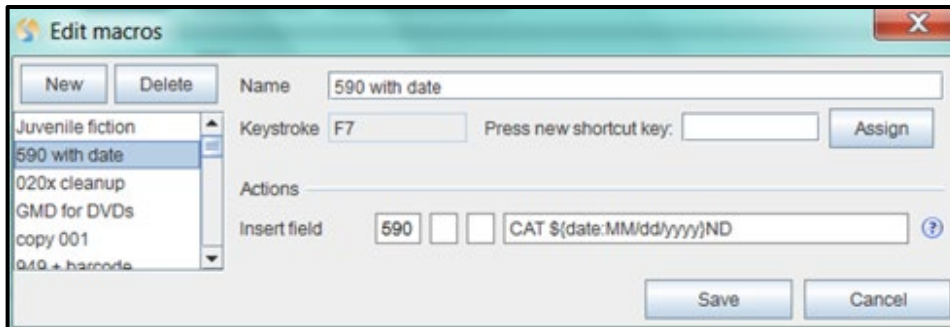 Edit macros
New Delete
Name 590 with date
Juvenile fiction
590 with date
020x cleanup
GMD for DVDs
copy 001
949 + barcode
Keystroke F7 Press new shortcut key: Assign
Actions
Insert field 590 CAT ${date:MM/dd/yyyy}ND ?
Save Cancel